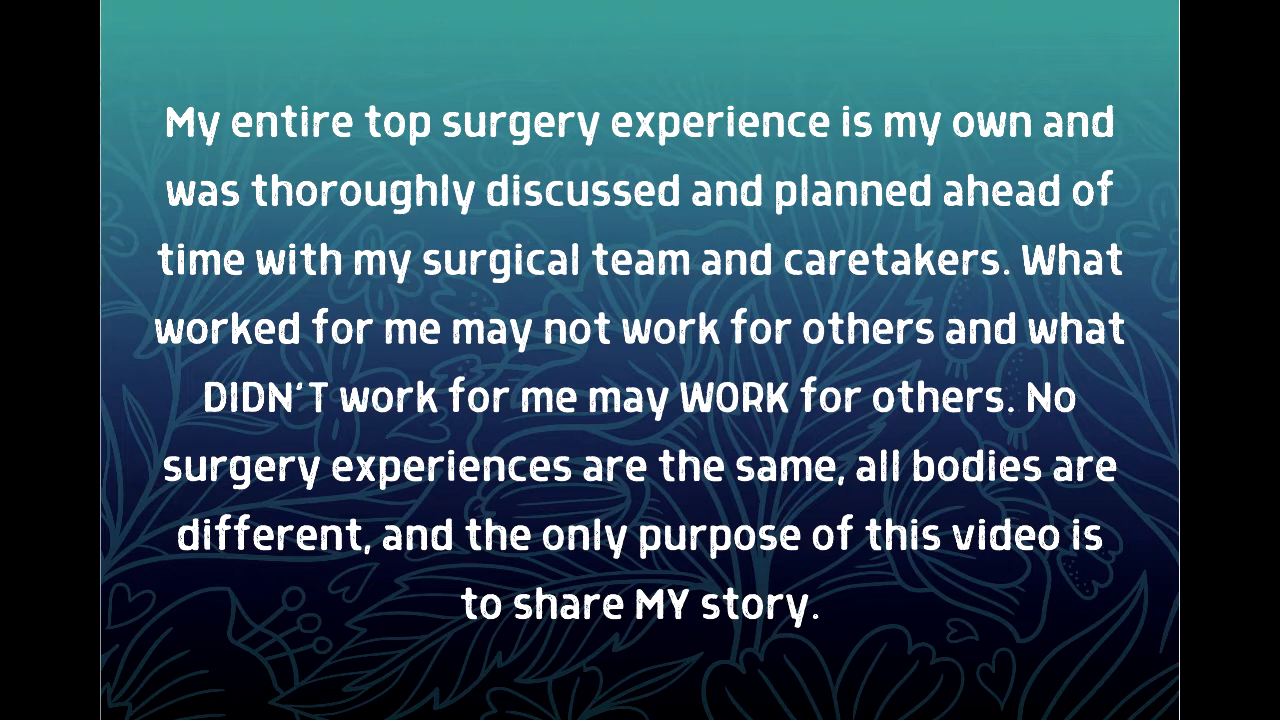 My entire top surgery experience is my own and
was thoroughly discussed and planned ahead of
time with my surgical team and caretakers. What
worked for me may not work for others and what
DIDN'T work for me may WORK for others. No
surgery experiences are the same, all bodies are
different, and the only purpose of this video is
to share MY story.